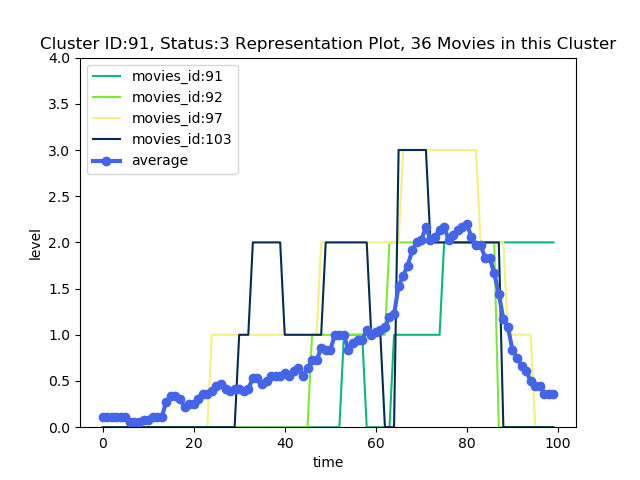 Cluster ID:91, Status:3 Representation Plot, 36 Movies in this Cluster
4.0
3.5
3.0
2.5
2.0
1.5
1.0
0.5
0.0
level
movies_id:91
movies_id:92
movies_id:97
movies_id:103
average
0 20 40 60 80 100
time